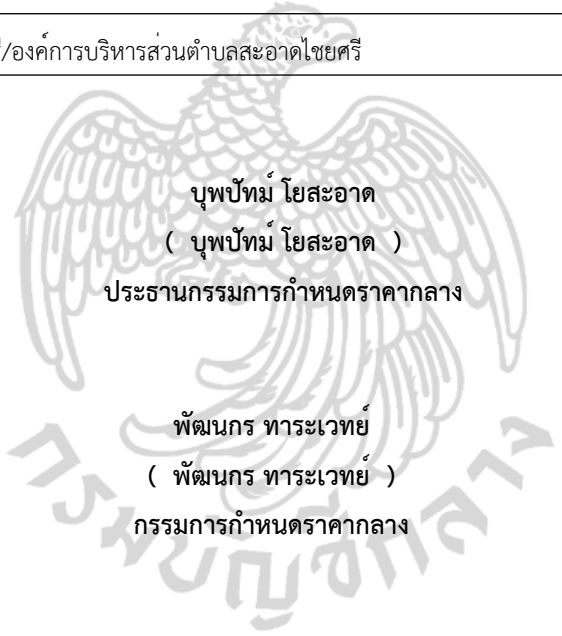 /องค์การบริหารส่วนตำบลสะอาดไชยศรี
บุพปัทม์ โยสะอาด
( บุพปัทม์ โยสะอาด )
ประธานกรรมการกำหนดราคากลาง
พัฒนกร ทาระเวทย์
( พัฒนกร ทาระเวทย์ )
กรรมการกำหนดราคากลาง
กรมบัญชีกลาง